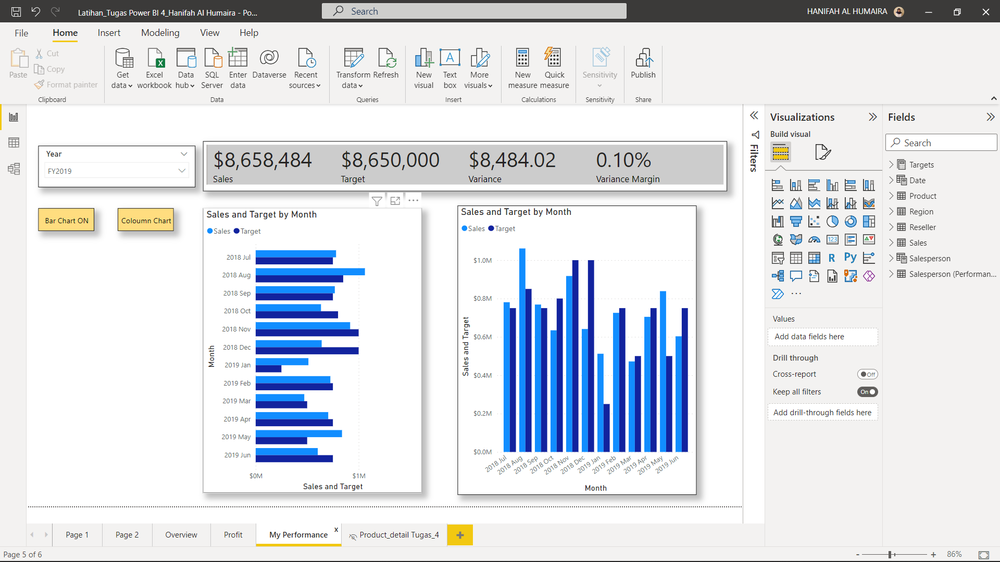 Latihan_Tugas Power BI 4_Hanifah Al Humaira - Po...
Search
HANIFAH AL HUMAIRA
File
Home
Insert
Modeling
View
Help
Paste
Cut
Copy
Format painter
Clipboard
Get data
Excel workbook
Data hub
SQL Server
Enter data
Dataverse
Recent sources
Data
Transform data
Refresh
Queries
New visual
Text box
More visuals
Insert
New measure
Quick measure
Calculations
Sensitivity
Sensitivity
Publish
Share
Year
FY2019
$8,658,484
Sales
$8,650,000
Target
$8,484.02
Variance
0.10%
Variance Margin
Bar Chart ON
Coloumn Chart
Sales and Target by Month
Sales Target
Month
2018 Jul
2018 Aug
2018 Sep
2018 Oct
2018 Nov
2018 Dec
2019 Jan
2019 Feb
2019 Mar
2019 Apr
2019 May
2019 Jun
$0M $1M
Sales and Target
Sales and Target by Month
Sales Target
Sales and Target
$1.0M
$0.8M
$0.6M
$0.4M
$0.2M
$0.0M
2018 Jul
2018 Aug
2018 Sep
2018 Oct
2018 Nov
2018 Dec
2019 Jan
2019 Feb
2019 Mar
2019 Apr
2019 May
2019 Jun
Month
Filters
Visualizations
Build visual
123
R
Py
Values
Add data fields here
Drill through
Cross-report
Off
Keep all filters
On
Add drill-through fields here
Fields
Search
Targets
Date
Product
Region
Reseller
Sales
Salesperson
Salesperson (Performan...
Page 1
Page 2
Overview
Profit
My Performance
x
Product_detail Tugas_4
+
Page 5 of 6
- + 86%